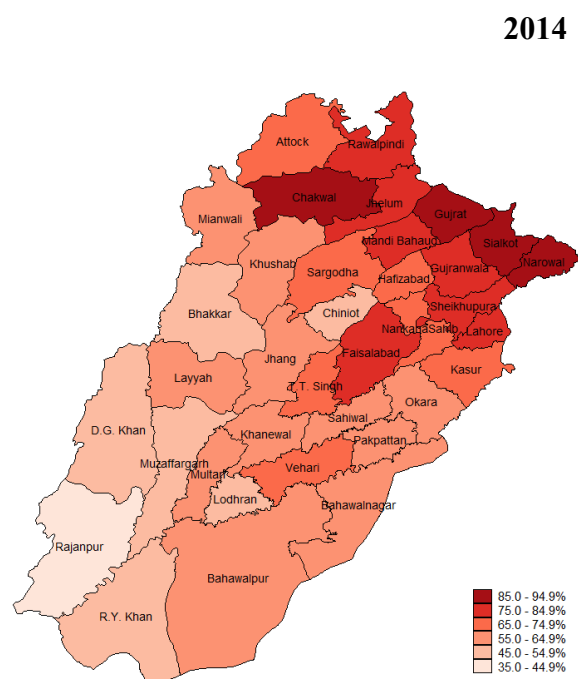 2014
Attock
Rawalpindi
Chakwal
Jhelum
Gujrat
Mianwali
Mandi Bahaud
Sialkot
Narowal
Khushab
Sargodha
Gujranwala
Hafizabad
Bhakkar
Chiniot
Sheikhupura
NankanaSahib
Lahore
Faisalabad
Jhang
Kasur
Layyah
T.T. Singh
Okara
D.G. Khan
Sahiwal
Khanewal
Pakpattan
Muzaffargarh
Multan
Vehari
Lodhran
Bahawalnagar
Rajanpur
Bahawalpur
R.Y. Khan
85.0 - 94.9%
75.0 - 84.9%
65.0 - 74.9%
55.0 - 64.9%
45.0 - 54.9%
35.0 - 44.9%